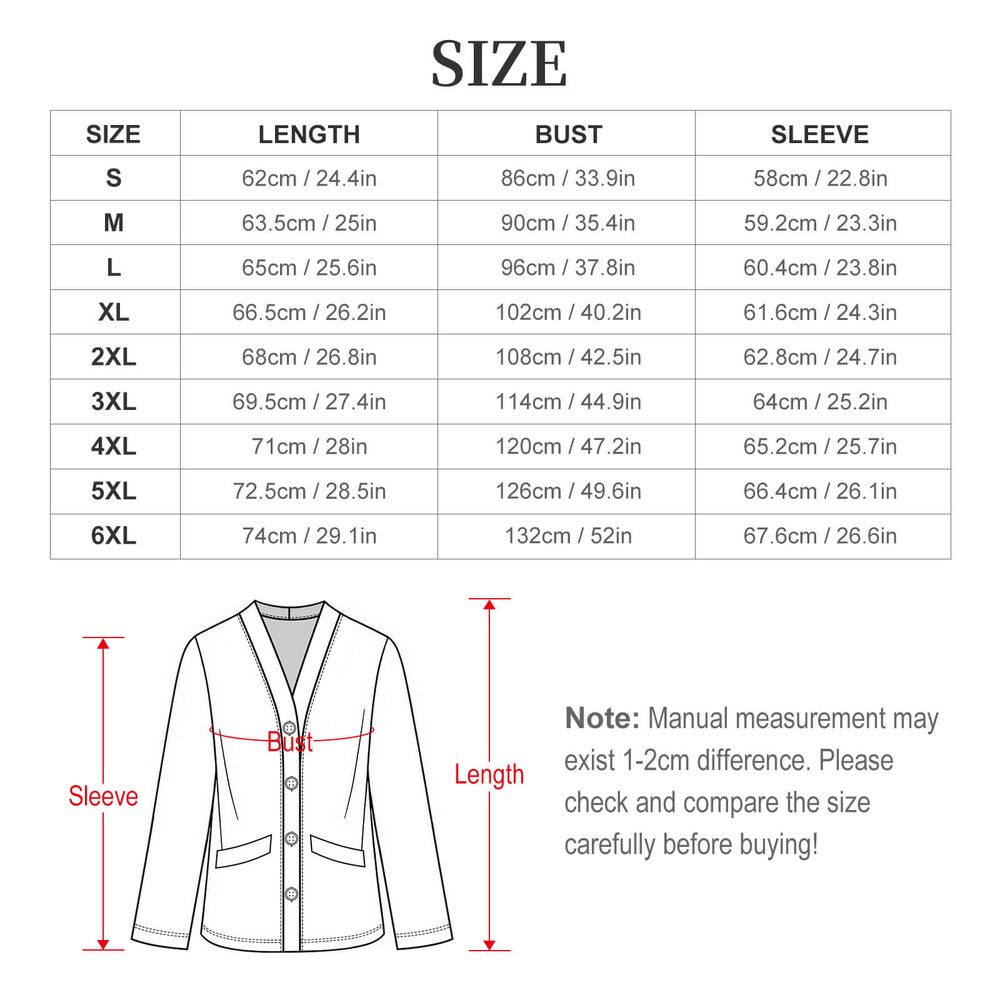 SIZE
SIZE LENGTH BUST SLEEVE
S 62cm / 24.4in 86cm / 33.9in 58cm / 22.8in
M 63.5cm / 25in 90cm / 35.4in 59.2cm / 23.3in
L 65cm / 25.6in 96cm / 37.8in 60.4cm / 23.8in
XL 66.5cm / 26.2in 102cm / 40.2in 61.6cm / 24.3in
2XL 68cm / 26.8in 108cm / 42.5in 62.8cm / 24.7in
3XL 69.5cm / 27.4in 114cm / 44.9in 64cm / 25.2in
4XL 71cm / 28in 120cm / 47.2in 65.2cm / 25.7in
5XL 72.5cm / 28.5in 126cm / 49.6in 66.4cm / 26.1in
6XL 74cm / 29.1in 132cm / 52in 67.6cm / 26.6in
Bust
Length
Sleeve
Note: Manual measurement may
exist 1-2cm difference. Please
check and compare the size
carefully before buying!